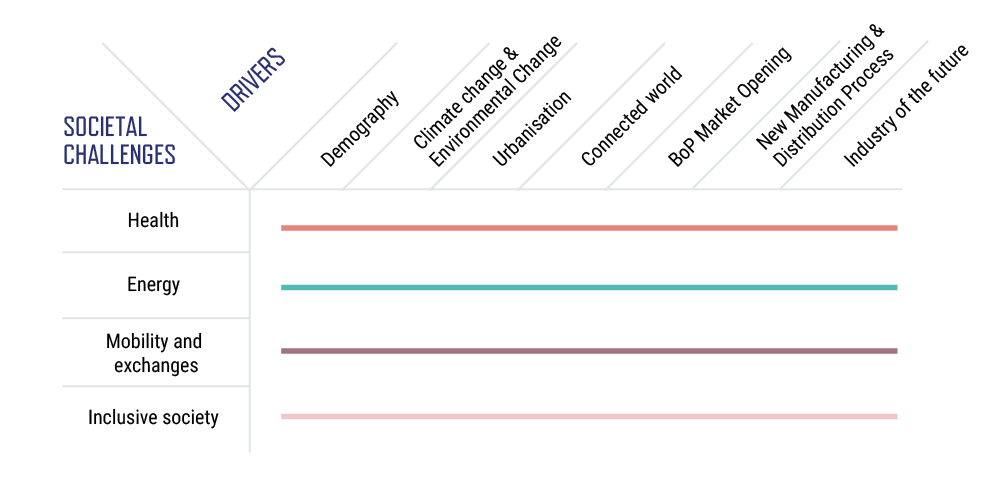 SOCIETAL
CHALLENGES
DRIVERS
Demography
Climate change &
Environmental Change
Urbanisation
Connected world
BoP Market Opening
New Manufacturing &
Distribution Process
Industry of the future
Health
Energy
Mobility and
exchanges
Inclusive society